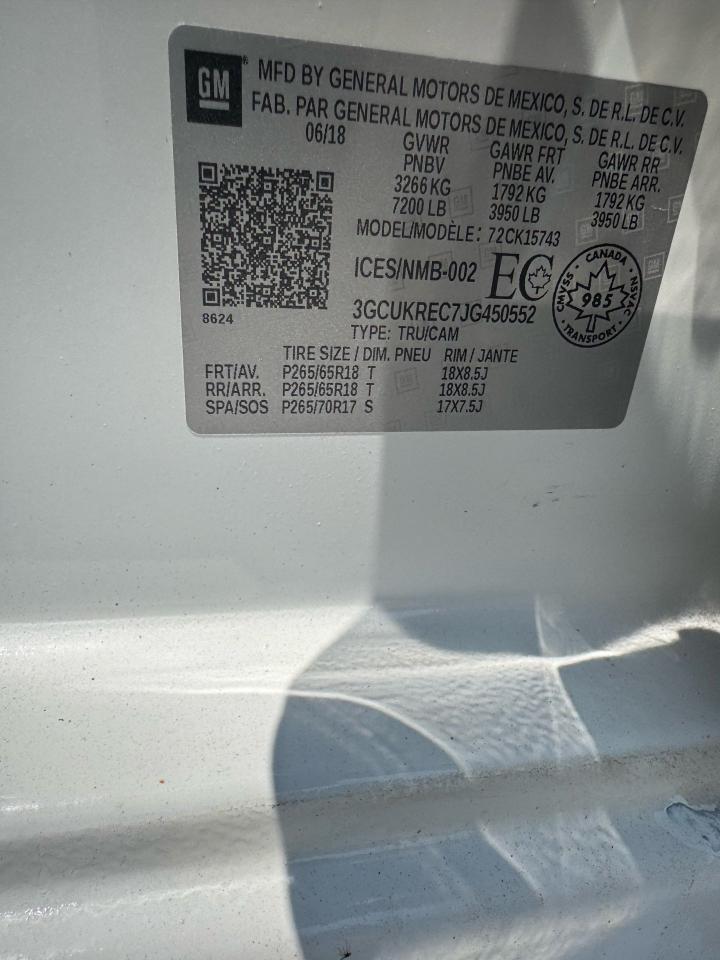 GM
MFD BY GENERAL MOTORS DE MEXICO, S. DE R.L. DE C.V.
FAB. PAR GENERAL MOTORS DE MEXICO, S. DE R.L. DE C.V.
06/18 GVWR GAWR FRT GAWR RR
PNBV PNBE AV. PNBE ARR.
3266 KG 1792 KG 1792 KG
7200 LB 3950 LB 3950 LB
MODEL/MODÈLE: 72CK15743
ICES/NMB-002 EC
CANADA
CMVSS 985 NSVAC
TRANSPORT
8624 3GCUKREC7JG450552
TYPE: TRU/CAM
TIRE SIZE / DIM. PNEU RIM / JANTE
FRT/AV. P265/65R18 T 18X8.5J
RR/ARR. P265/65R18 T 18X8.5J
SPA/SOS P265/70R17 S 17X7.5J